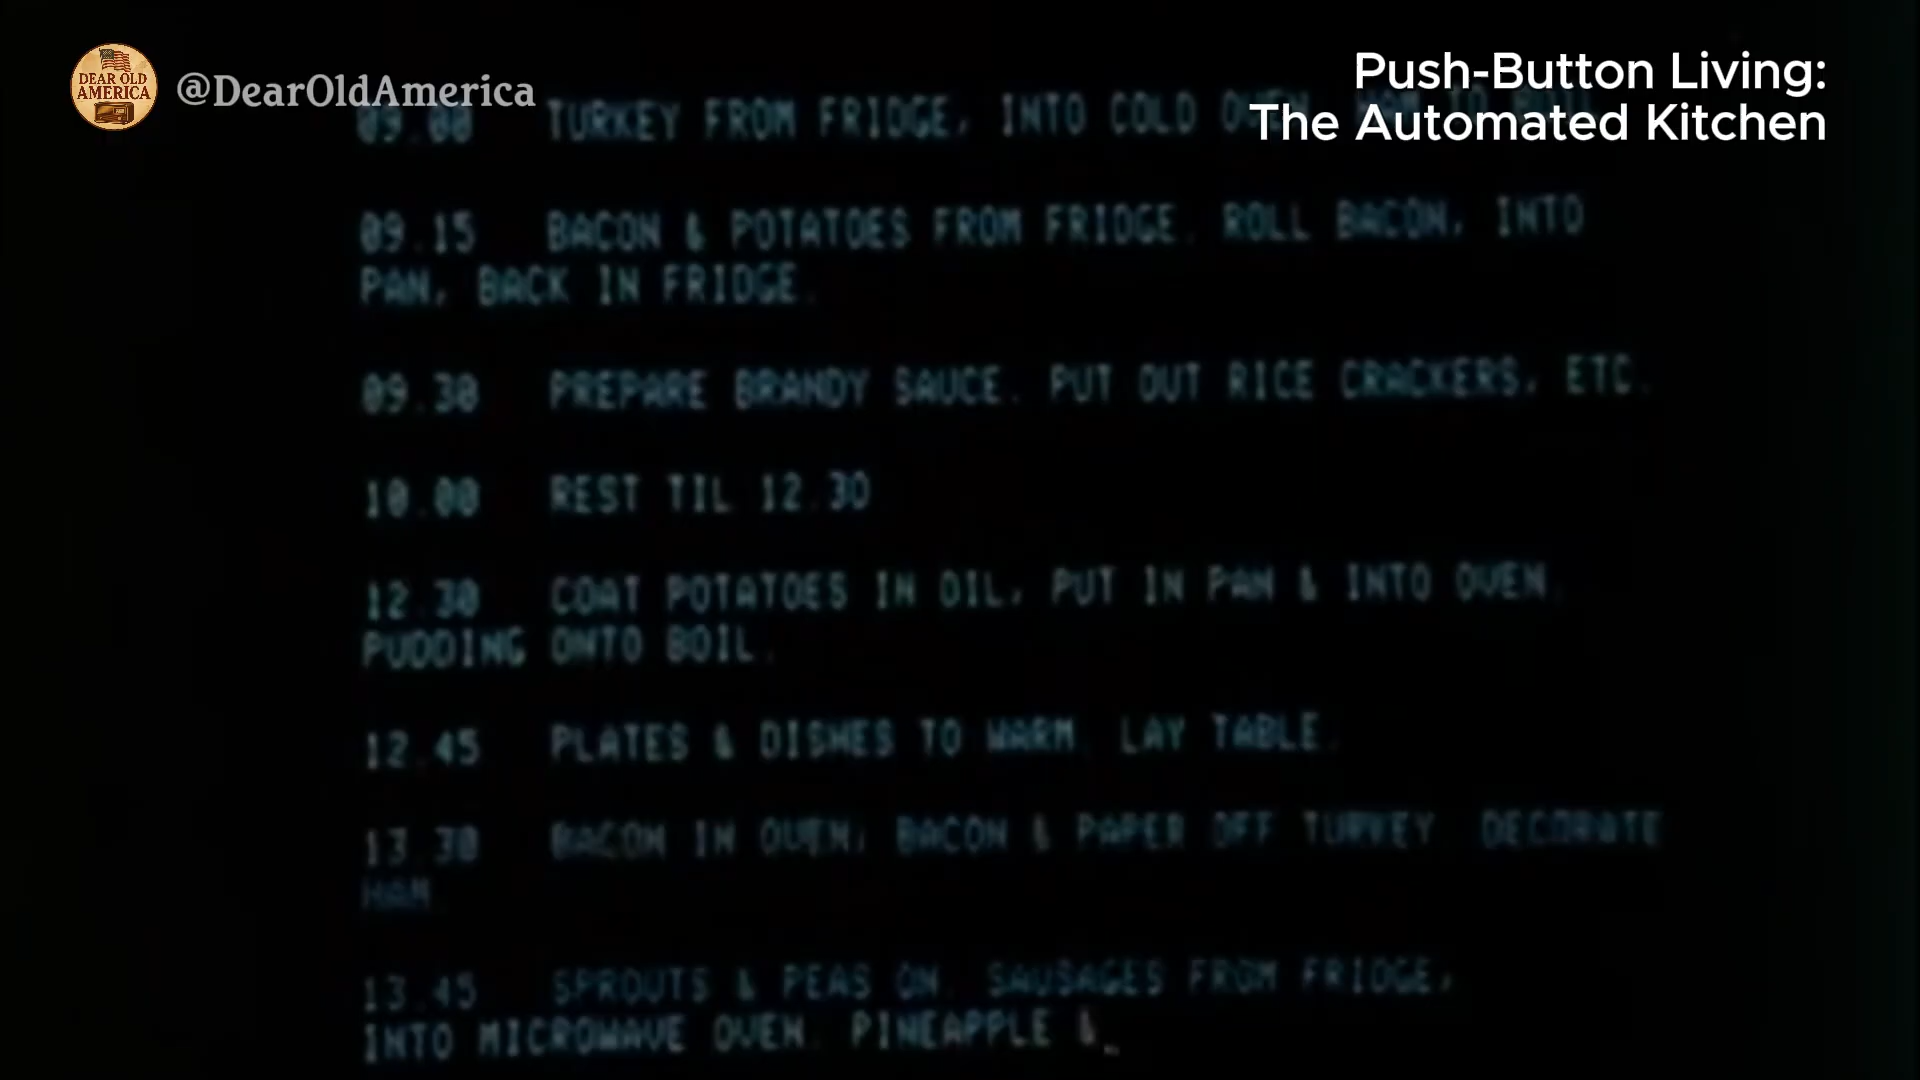 DEAR OLD
AMERICA
@DearOldAmerica
Push-Button Living:
The Automated Kitchen
09.00 TURKEY FROM FRIDGE, INTO COLD
09.15 BACON & POTATOES FROM FRIDGE. ROLL BACON, INTO
PAN, BACK IN FRIDGE.
09.30 PREPARE BRANDY SAUCE. PUT OUT RICE CRACKERS, ETC.
10.00 REST TIL 12.30
12.30 COAT POTATOES IN OIL, PUT IN PAN & INTO OVEN.
PUDDING ONTO BOIL.
12.45 PLATES & DISHES TO WARM. LAY TABLE.
13.30 BACON IN OVEN, BACON & PAPER OFF TURKEY. DECORATE
HAM
13.45 SPROUTS & PEAS ON. SAUSAGES FROM FRIDGE,
INTO MICROWAVE OVEN. PINEAPPLE &_